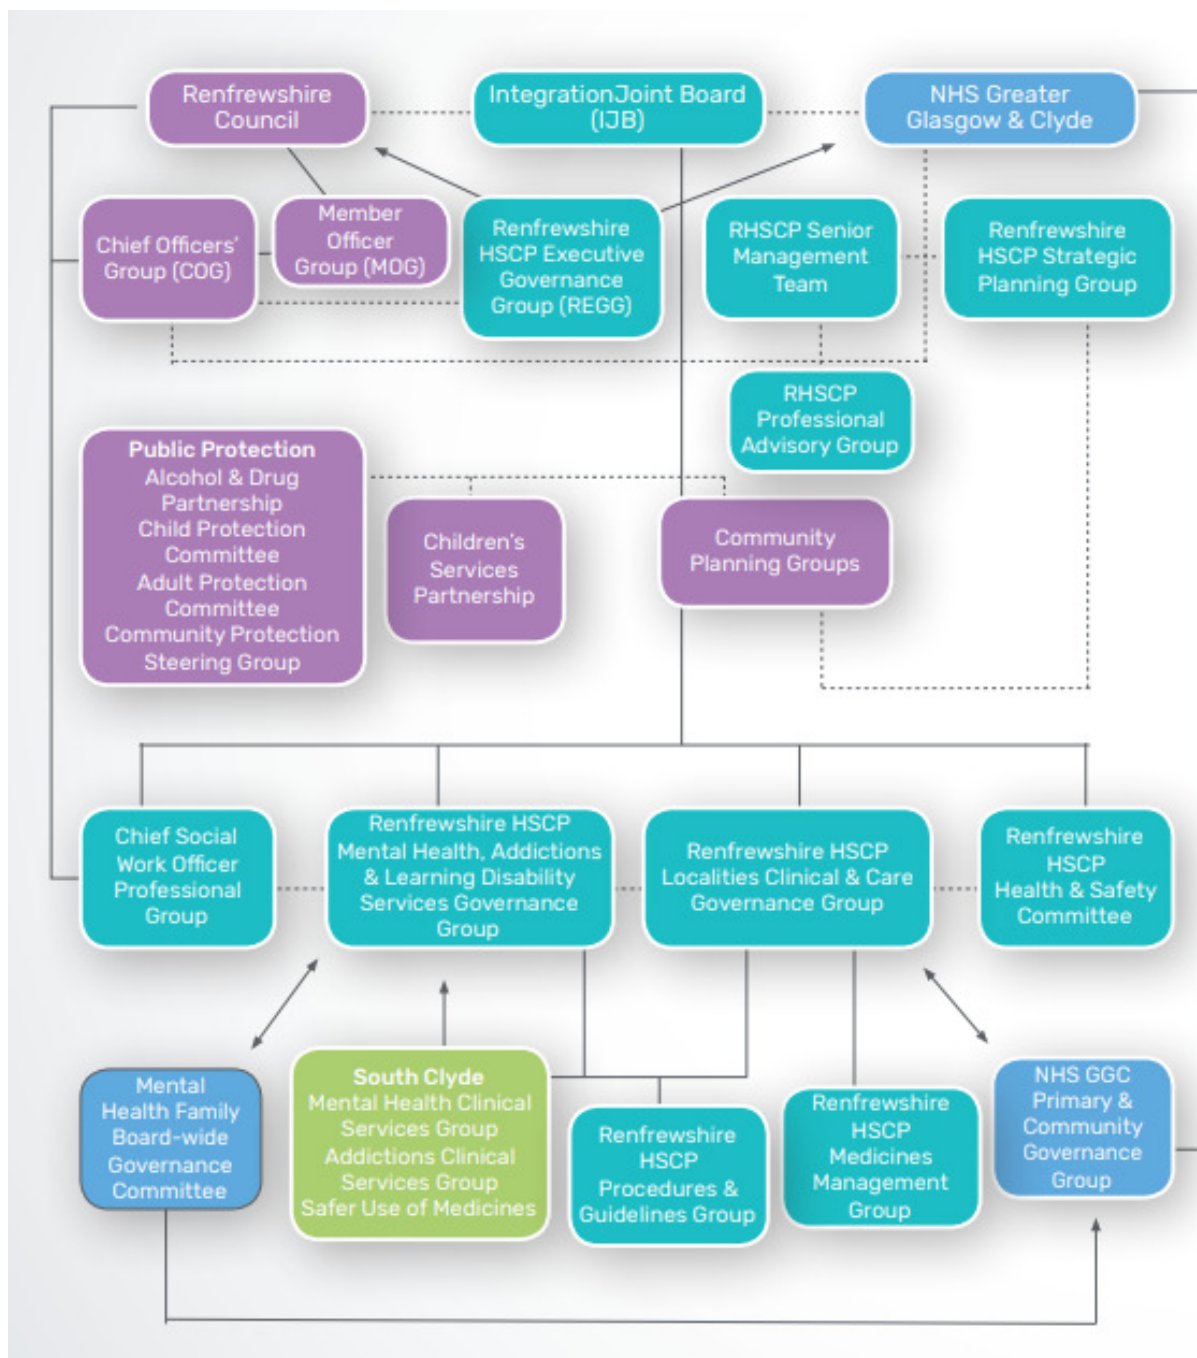 Renfrewshire
Council
IntegrationJoint Board
(IJB)
NHS Greater
Glasgow & Clyde
Chief Officers'
Group (COG)
Member
Officer
Group (MOG)
Renfrewshire
HSCP Executive
Governance
Group (REGG)
RHSCP Senior
Management
Team
Renfrewshire
HSCP Strategic
Planning Group
RHSCP
Professional
Advisory Group
Public Protection
Alcohol & Drug
Partnership
Child Protection
Committee
Adult Protection
Committee
Community Protection
Steering Group
Children's
Services
Partnership
Community
Planning Groups
Chief Social
Work Officer
Professional
Group
Renfrewshire HSCP
Mental Health, Addictions
& Learning Disability
Services Governance
Group
Renfrewshire HSCP
Localities Clinical & Care
Governance Group
Renfrewshire
HSCP
Health & Safety
Committee
Mental
Health Family
Board-wide
Governance
Committee
South Clyde
Mental Health Clinical
Services Group
Addictions Clinical
Services Group
Safer Use of Medicines
Renfrewshire
HSCP
Procedures &
Guidelines Group
Renfrewshire
HSCP
Medicines
Management
Group
NHS GGC
Primary &
Community
Governance
Group